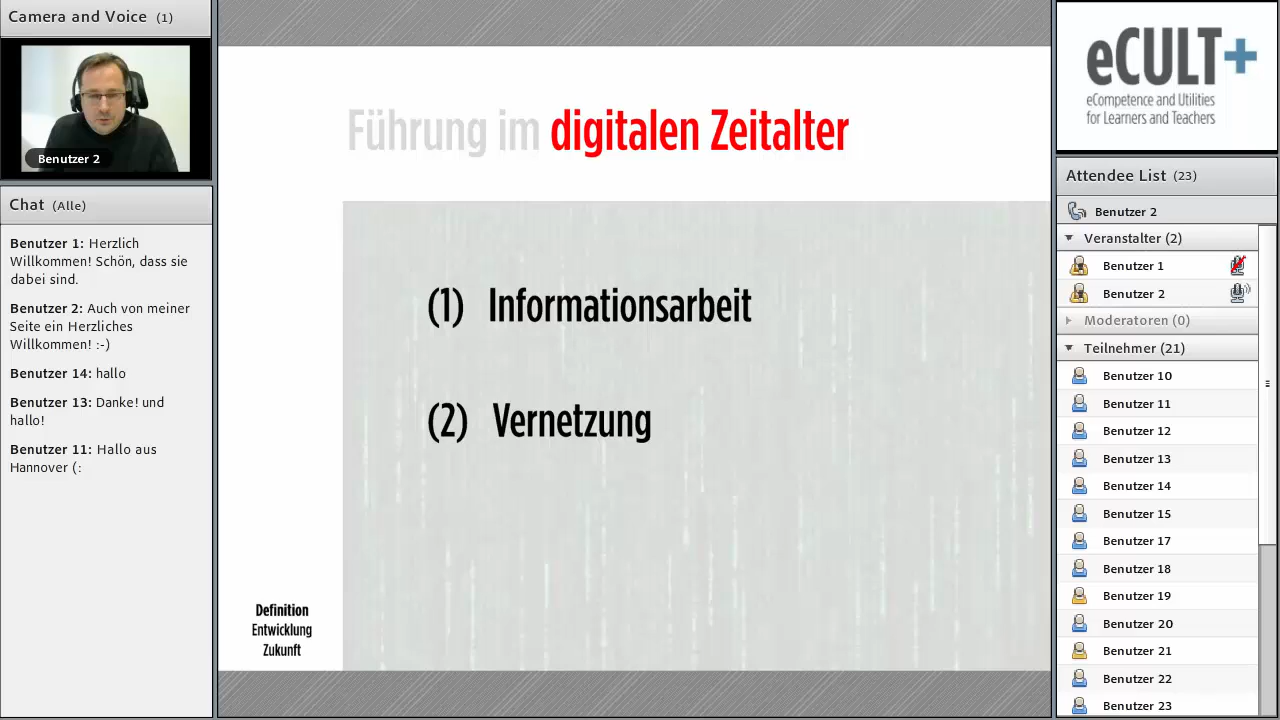 Camera and Voice (1)
Benutzer 2
Chat (Alle)
Benutzer 1: Herzlich
Willkommen! Schön, dass sie
dabei sind.
Benutzer 2: Auch von meiner
Seite ein Herzliches
Willkommen! :-)
Benutzer 14: hallo
Benutzer 13: Danke! und
hallo!
Benutzer 11: Hallo aus
Hannover (:
Führung im digitalen Zeitalter
(1) Informationsarbeit
(2) Vernetzung
Definition
Entwicklung
Zukunft
eCULT+
eCompetence and Utilities
for Learners and Teachers
Attendee List (23)
Benutzer 2
Veranstalter (2)
Benutzer 1
Benutzer 2
Moderatoren (0)
Teilnehmer (21)
Benutzer 10
Benutzer 11
Benutzer 12
Benutzer 13
Benutzer 14
Benutzer 15
Benutzer 17
Benutzer 18
Benutzer 19
Benutzer 20
Benutzer 21
Benutzer 22
Benutzer 23